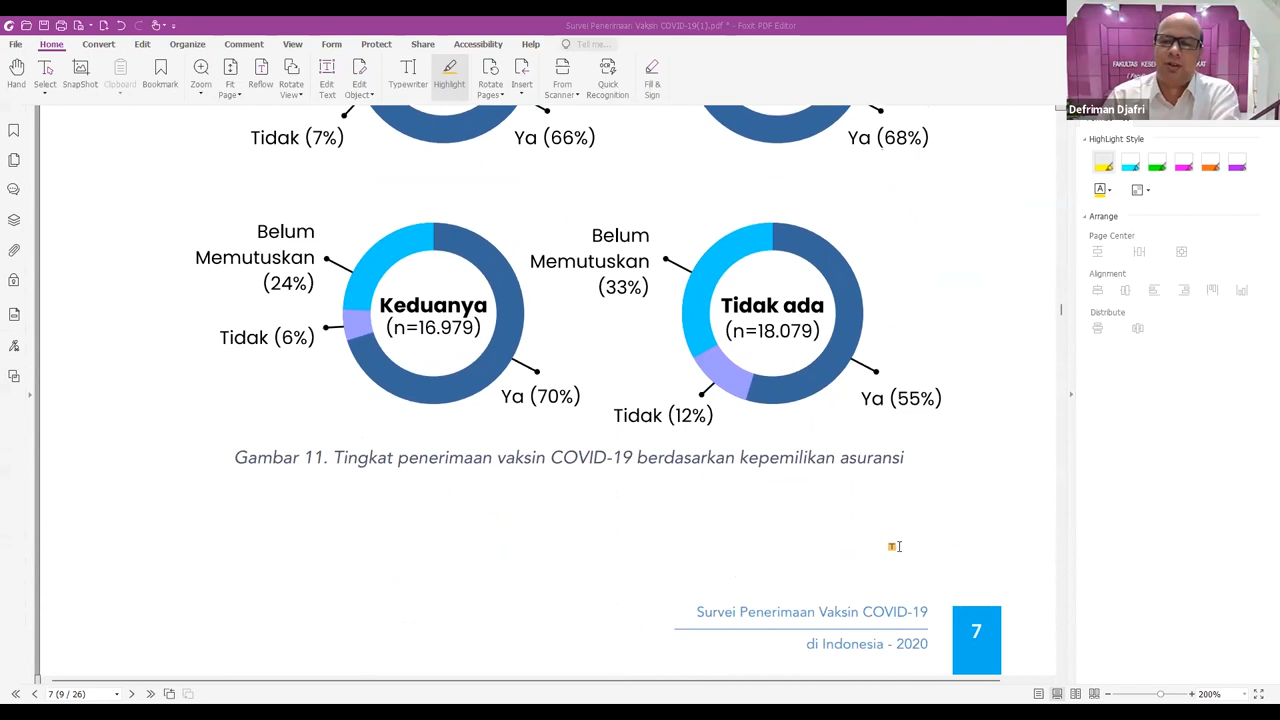 Survei Penerimaan Vaksin COVID-19(1).pdf * - Foxit PDF Editor
File Home Convert Edit Organize Comment View Form Protect Share Accessibility Help Tell me...
Hand Select SnapShot Clipboard Bookmark Zoom Fit Page Reflow Rotate View Edit Text Edit Object Typewriter Highlight Rotate Pages Insert From Scanner Quick Recognition Fill & Sign
FAKULTAS
Defriman Djafri
HighLight Style
Arrange
Page Center
Alignment
Distribute
Tidak (7%)
Ya (66%)
Ya (68%)
Belum
Memutuskan
(24%)
Keduanya
(n=16.979)
Tidak (6%)
Ya (70%)
Belum
Memutuskan
(33%)
Tidak ada
(n=18.079)
Tidak (12%)
Ya (55%)
Gambar 11. Tingkat penerimaan vaksin COVID-19 berdasarkan kepemilikan asuransi
Survei Penerimaan Vaksin COVID-19
di Indonesia - 2020
7
7 (9 / 26)
200%